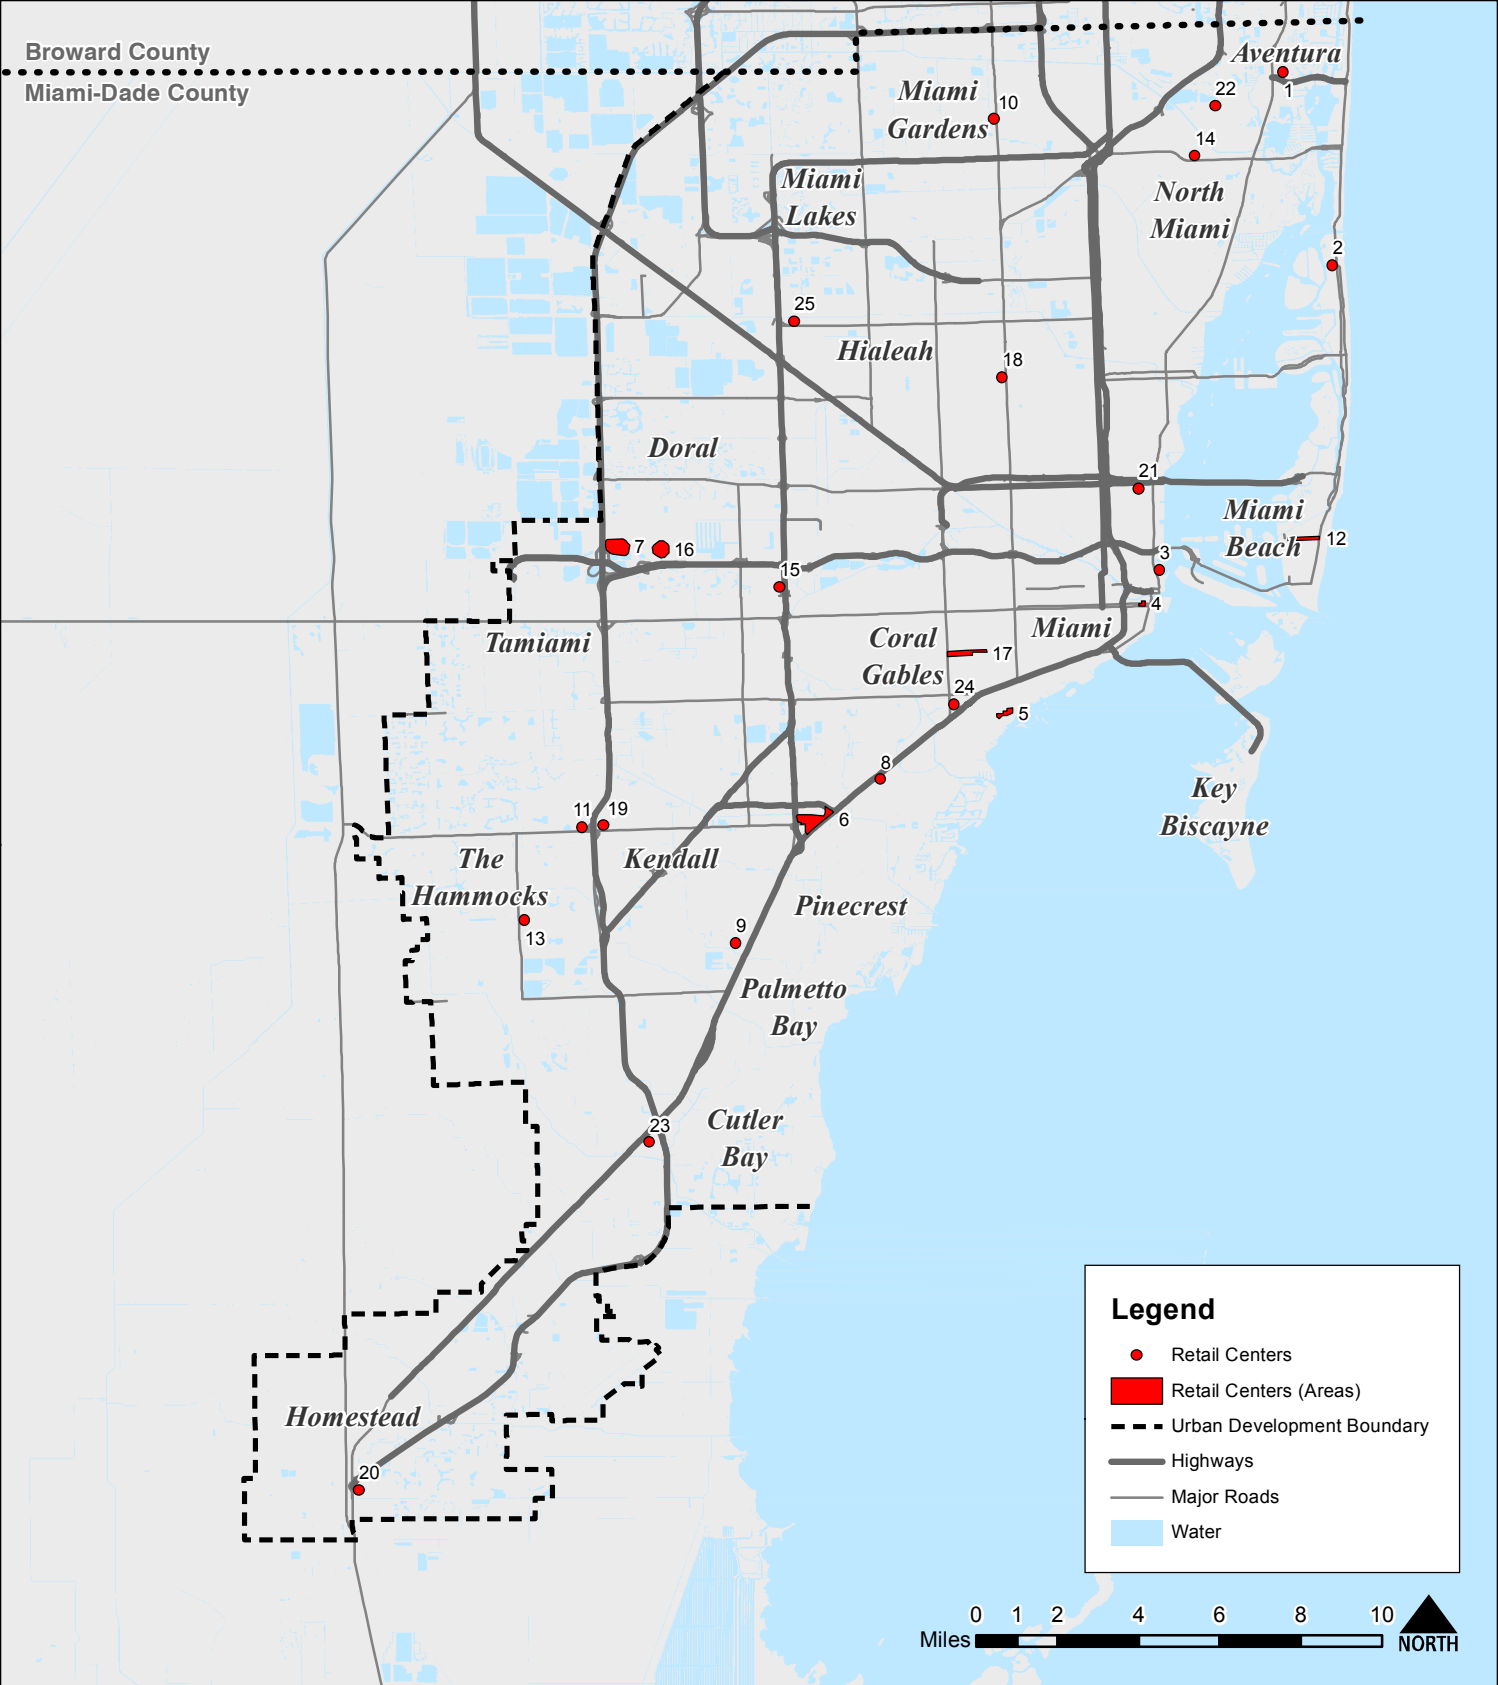 Broward County
Miami-Dade County
Aventura
1
22
Miami
Gardens
10
14
Miami
Lakes
North
Miami
2
25
Hialeah
18
Doral
21
Miami
Beach
12
7
16
3
15
4
Tamiami
Coral
Gables
Miami
17
24
5
8
Key
Biscayne
11
19
6
The
Hammocks
Kendall
Pinecrest
13
9
Palmetto
Bay
23
Cutler
Bay
Homestead
20
Legend
Retail Centers
Retail Centers (Areas)
Urban Development Boundary
Highways
Major Roads
Water
0 1 2 4 6 8 10
Miles
NORTH